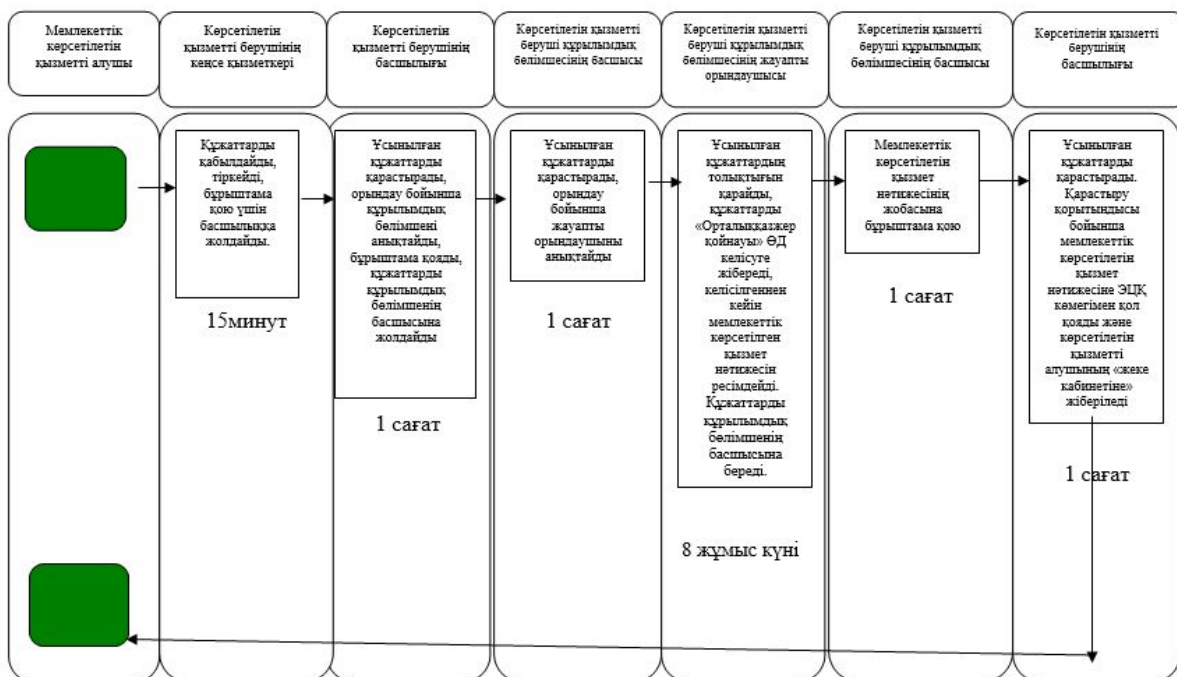 Мемлекеттік
көрсетілетін
қызметті алушы
Көрсетілетін
қызметті берушінің
кеңсе қызметкері
Көрсетілетін
қызметті берушінің
басшылығы
Көрсетілетін қызметті
беруші құрылымдық
бөлімшесінің басшысы
Көрсетілетін қызметті
беруші құрылымдық
бөлімшесінің жауапты
орындаушысы
Көрсетілетін қызметті
беруші құрылымдық
бөлімшесінің басшысы
Көрсетілетін қызметті
берушінің
басшылығы
Құжаттарды
қабылдайды,
тіркейді,
бұрыштама
қою үшін
басшылыққа
жолдайды.
15минут
Ұсынылған
құжаттарды
қарастырады,
орындау бойынша
құрылымдық
бөлімшені
анықтайды,
бұрыштама қояды,
құжаттарды
құрылымдық
бөлімшенің
басшысына
жолдайды
1 сағат
Ұсынылған
құжаттарды
қарастырады,
орындау
бойынша
жауапты
орындаушыны
анықтайды
1 сағат
Ұсынылған
құжаттардың
толықтығын
қарайды,
құжаттарды
«Орталыққазжер
қойнауы» ӨД
келісуге
жібереді,
келісілгеннен
кейін
мемлекеттік
көрсетілген
қызмет
нәтижесін
ресімдейді.
Құжаттарды
құрылымдық
бөлімшенің
басшысына
береді.
8 жұмыс күні
Мемлекеттік
көрсетілетін
қызмет
нәтижесінің
жобасына
бұрыштама қою
1 сағат
Ұсынылған
құжаттарды
қарастырады.
Қарастыру
қорытындысы
бойынша
мемлекеттік
көрсетілетін
қызмет
нәтижесіне ЭЦҚ
көмегімен қол
қояды және
көрсетілетін
қызметті
алушының «жеке
кабинетіне»
жіберіледі
1 сағат